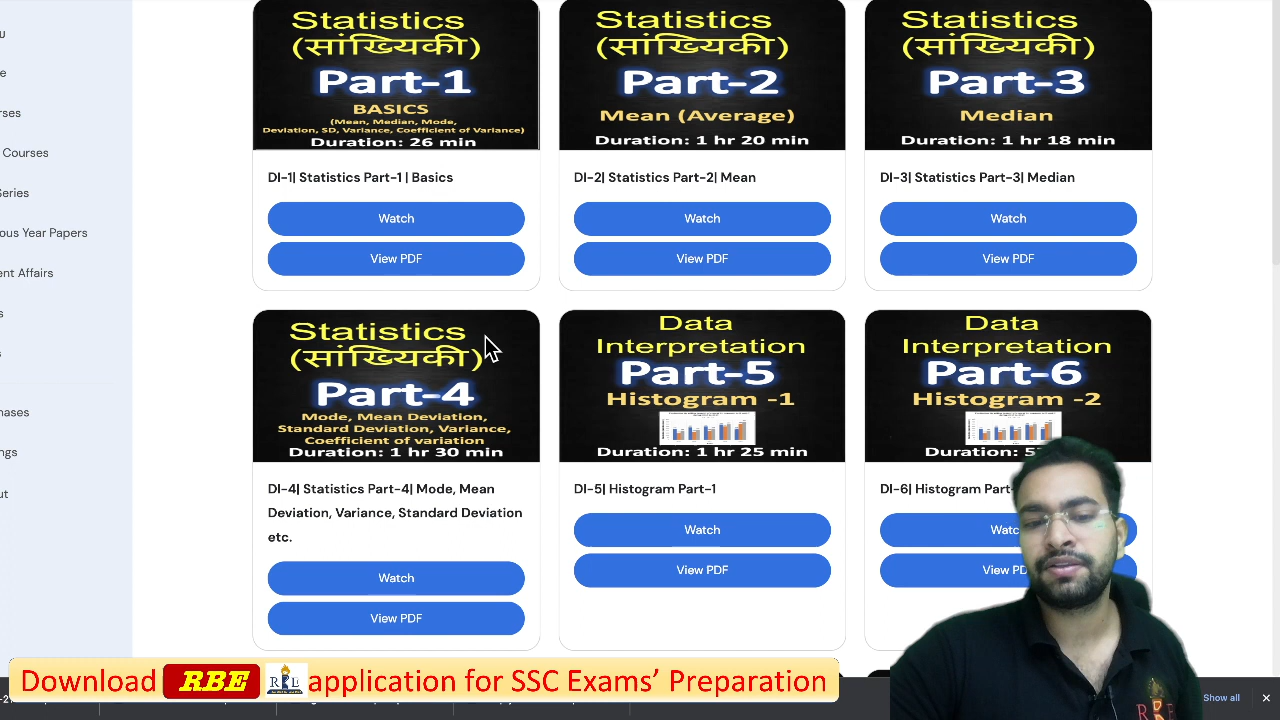 u
e
rses
Courses
Series
ous Year Papers
ent Affairs
s
s
hases
ngs
ut
Statistics
(सांख्यिकी)
Part-1
BASICS
(Mean, Median, Mode,
Deviation, SD, Variance, Coefficient of Variance)
Duration: 26 min
DI-1| Statistics Part-1 | Basics
Watch
View PDF
Statistics
(सांख्यिकी)
Part-2
Mean (Average)
Duration: 1 hr 20 min
DI-2| Statistics Part-2| Mean
Watch
View PDF
Statistics
(सांख्यिकी)
Part-3
Median
Duration: 1 hr 18 min
DI-3| Statistics Part-3| Median
Watch
View PDF
Statistics
(सांख्यिकी)
Part-4
Mode, Mean Deviation,
Standard Deviation, Variance,
Coefficient of variation
Duration: 1 hr 30 min
DI-4| Statistics Part-4| Mode, Mean
Deviation, Variance, Standard Deviation
etc.
Watch
View PDF
Data
Interpretation
Part-5
Histogram -1
Duration: 1 hr 25 min
DI-5| Histogram Part-1
Watch
View PDF
Data
Interpretation
Part-6
Histogram -2
Duration: 5
DI-6| Histogram Part
Watc
View PD
Download RBE RBE application for SSC Exams’ Preparation
Show all